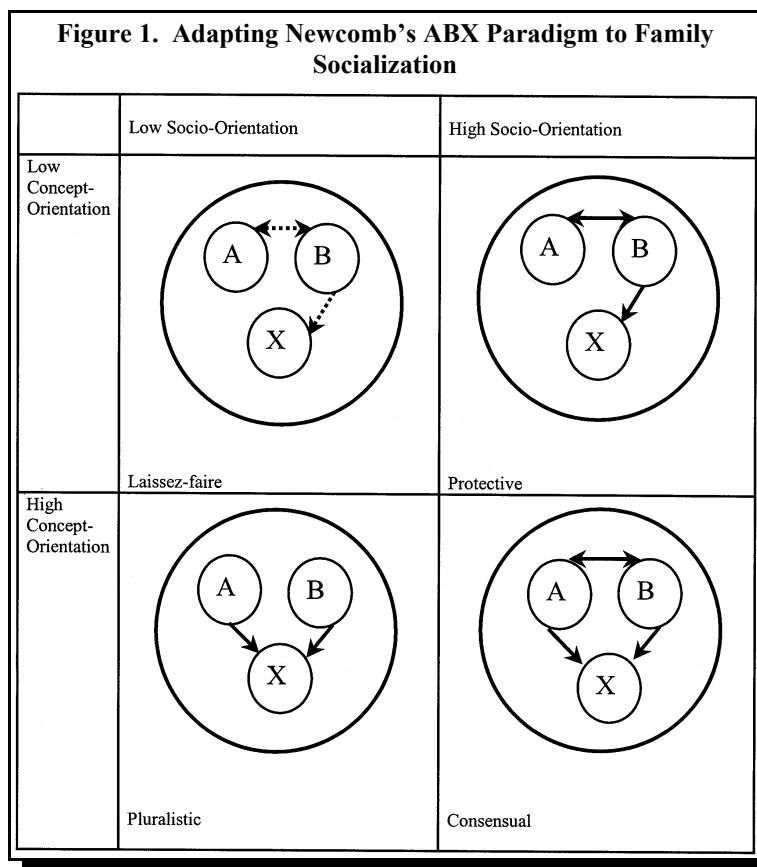 Figure 1. Adapting Newcomb's ABX Paradigm to Family
Socialization
Low Socio-Orientation
High Socio-Orientation
Low
Concept-
Orientation
A
B
X
Laissez-faire
A
B
X
Protective
High
Concept-
Orientation
A
B
X
Pluralistic
A
B
X
Consensual